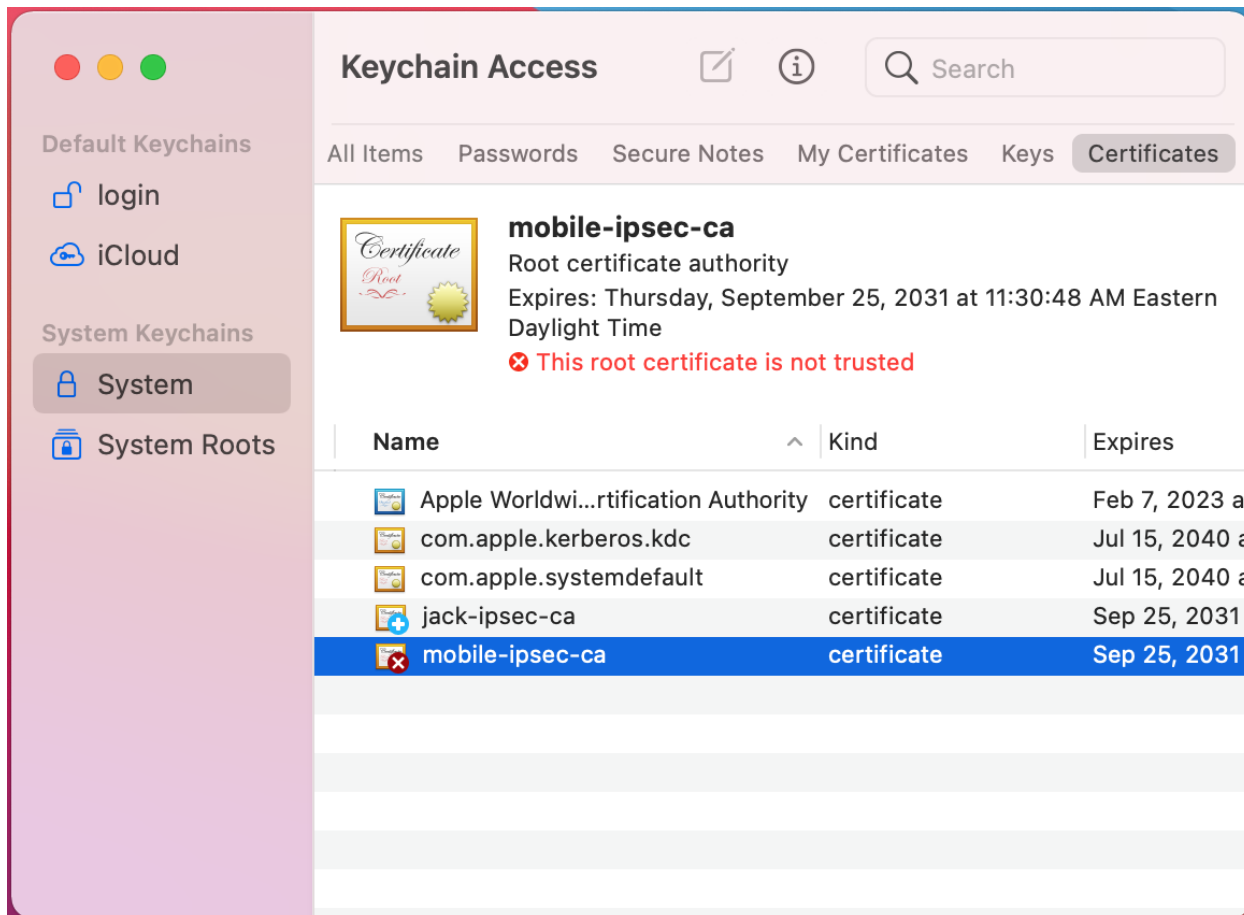 Keychain Access
Search
Default Keychains
login
iCloud
System Keychains
System
System Roots
All Items Passwords Secure Notes My Certificates Keys Certificates
Certificate
Root
mobile-ipsec-ca
Root certificate authority
Expires: Thursday, September 25, 2031 at 11:30:48 AM Eastern
Daylight Time
This root certificate is not trusted
Name Kind Expires
Apple Worldwi...rtification Authority certificate Feb 7, 2023 a
com.apple.kerberos.kdc certificate Jul 15, 2040 a
com.apple.systemdefault certificate Jul 15, 2040 a
jack-ipsec-ca certificate Sep 25, 2031
mobile-ipsec-ca certificate Sep 25, 2031